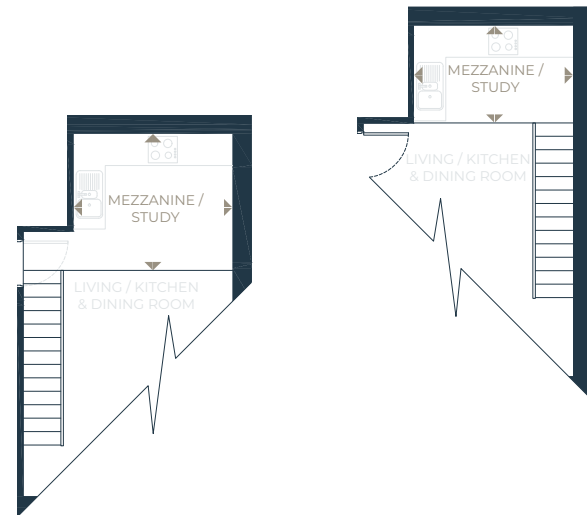 MEZZANINE /
STUDY
LIVING / KITCHEN
& DINING ROOM
MEZZANINE /
STUDY
LIVING / KITCHEN
& DINING ROOM